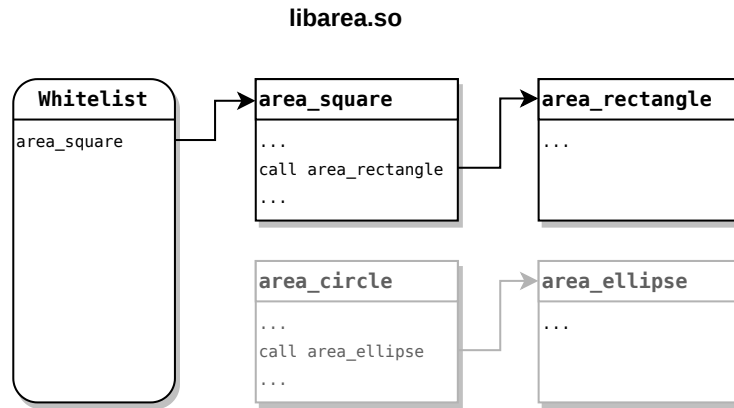 libarea.so
Whitelist
area_square
area_square
...
call area_rectangle
...
area_rectangle
...
area_circle
...
call area_ellipse
...
area_ellipse
...